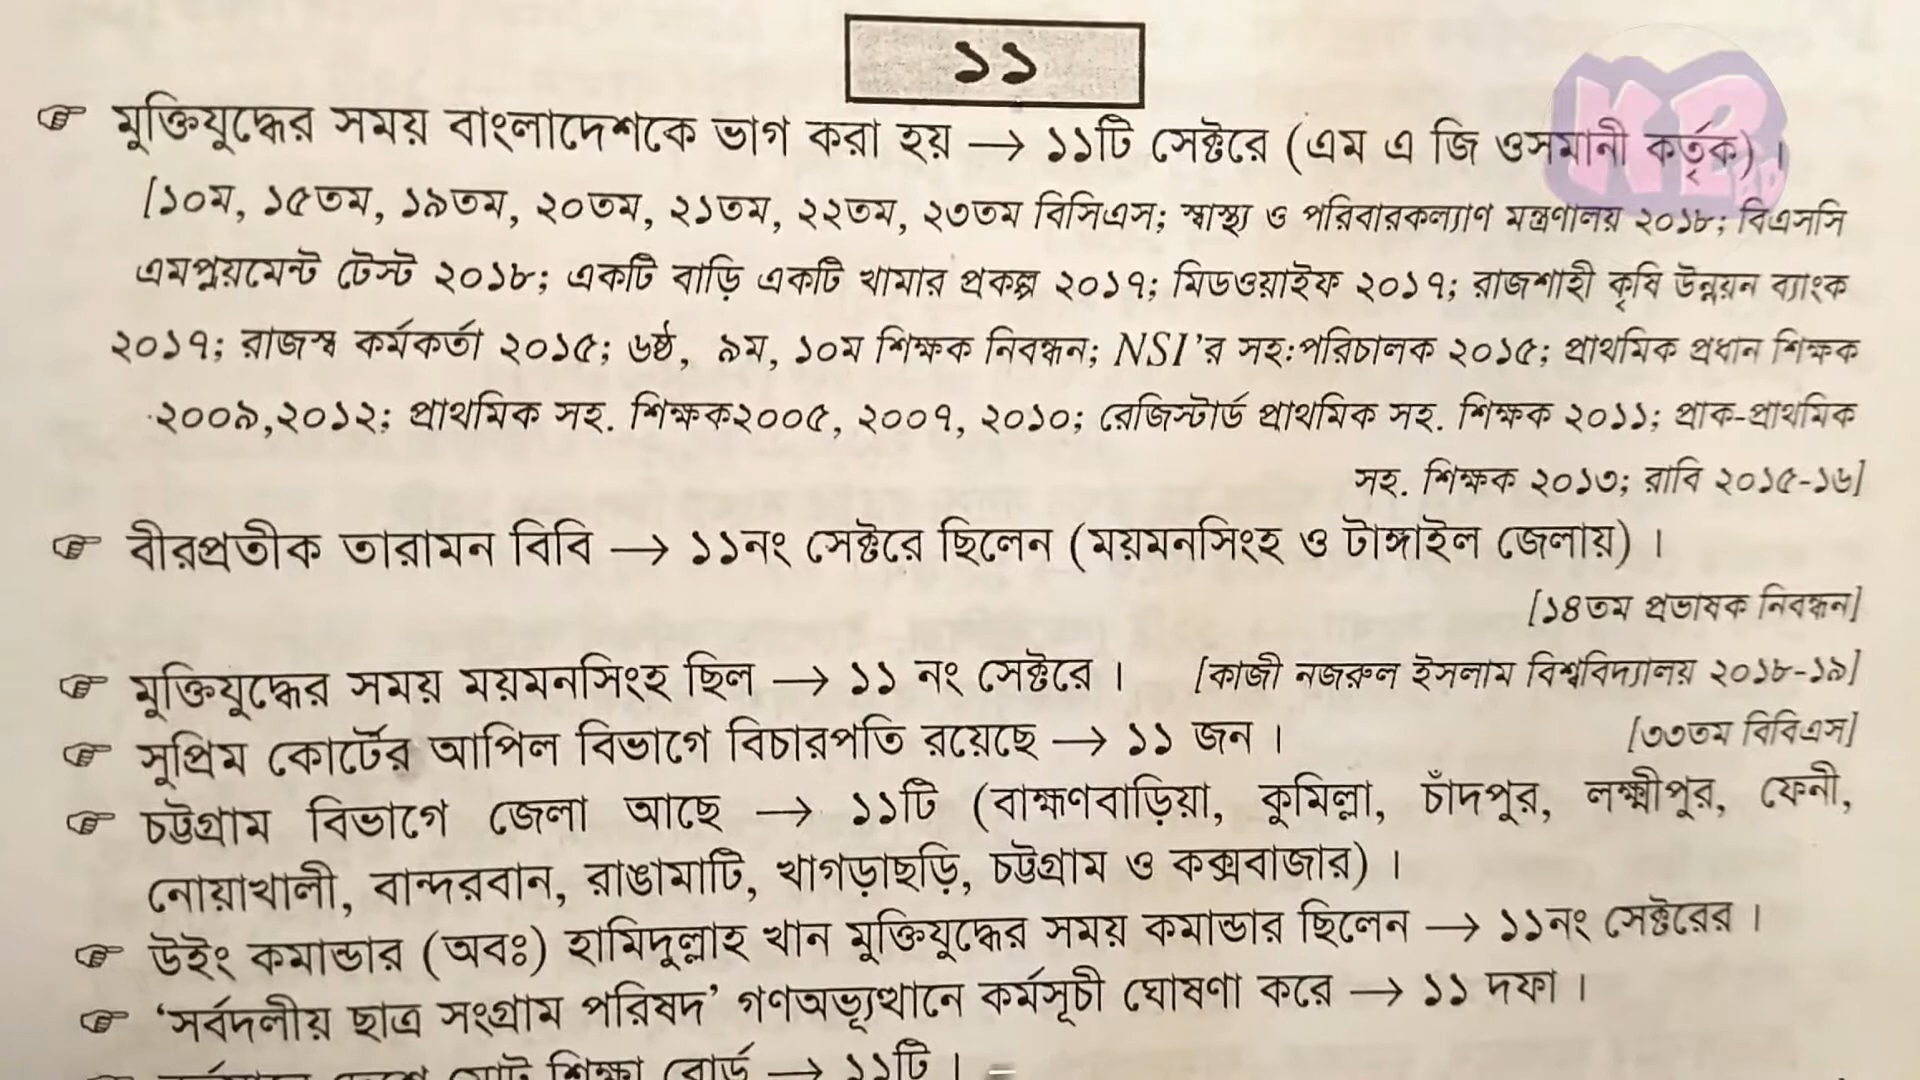 ১১
KB
☞ মুক্তিযুদ্ধের সময় বাংলাদেশকে ভাগ করা হয় → ১১টি সেক্টরে (এম এ জি ওসমানী কর্তৃক)।
[১০ম, ১৫তম, ১৯তম, ২০তম, ২১তম, ২২তম, ২৩তম বিসিএস; স্বাস্থ্য ও পরিবারকল্যাণ মন্ত্রণালয় ২০১৮; বিএসসি
এমপ্লয়মেন্ট টেস্ট ২০১৮; একটি বাড়ি একটি খামার প্রকল্প ২০১৭; মিডওয়াইফ ২০১৭; রাজশাহী কৃষি উন্নয়ন ব্যাংক
২০১৭; রাজস্ব কর্মকর্তা ২০১৫; ৬ষ্ঠ, ৯ম, ১০ম শিক্ষক নিবন্ধন; NSI’র সহ:পরিচালক ২০১৫; প্রাথমিক প্রধান শিক্ষক
২০০৯,২০১২; প্রাথমিক সহ. শিক্ষক২০০৫, ২০০৭, ২০১০; রেজিস্টার্ড প্রাথমিক সহ. শিক্ষক ২০১১; প্রাক-প্রাথমিক
সহ. শিক্ষক ২০১৩; রাবি ২০১৫-১৬]
☞ বীরপ্রতীক তারামন বিবি → ১১নং সেক্টরে ছিলেন (ময়মনসিংহ ও টাঙ্গাইল জেলায়)।
[১৪তম প্রভাষক নিবন্ধন]
☞ মুক্তিযুদ্ধের সময় ময়মনসিংহ ছিল → ১১ নং সেক্টরে। [কাজী নজরুল ইসলাম বিশ্ববিদ্যালয় ২০১৮-১৯]
☞ সুপ্রিম কোর্টের আপিল বিভাগে বিচারপতি রয়েছে → ১১ জন। [৩৩তম বিবিএস]
☞ চট্টগ্রাম বিভাগে জেলা আছে → ১১টি (বাহ্মণবাড়িয়া, কুমিল্লা, চাঁদপুর, লক্ষ্মীপুর, ফেনী,
নোয়াখালী, বান্দরবান, রাঙামাটি, খাগড়াছড়ি, চট্টগ্রাম ও কক্সবাজার)।
☞ উইং কমান্ডার (অবঃ) হামিদুল্লাহ খান মুক্তিযুদ্ধের সময় কমান্ডার ছিলেন → ১১নং সেক্টরের।
☞ ‘সর্বদলীয় ছাত্র সংগ্রাম পরিষদ’ গণঅভ্যূত্থানে কর্মসূচী ঘোষণা করে → ১১ দফা।
শিক্ষা বোর্ড → ১১টি।